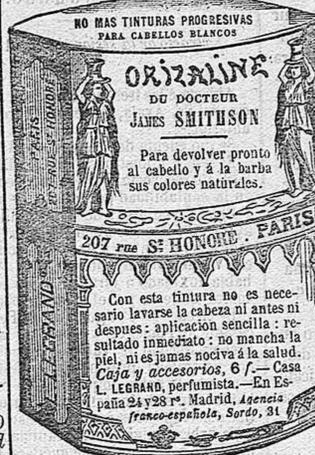 NO MAS TINTURAS PROGRESIVAS
PARA CABELLOS BLANCOS
ORIZALINE
DU DOCTEUR
JAMES SMITHSON
Para devolver pronto
al cabello y á la barba
sus colores naturales.
207 rue St HONORÉ . PARIS
PARIS
207 RUE St HONORÉ
L. LEGRAND
Con esta tintura no es nece-
sario lavarse la cabeza ni antes ni
despues : aplicacion sencilla : re-
sultado inmediato : no mancha la
piel, ni es jamas nociva á la salud.
Caja y accesorios, 6 f. — Casa
L. LEGRAND, perfumista. — En Es-
paña 24 y 28 rs. Madrid, Agencia
franco-española, Sordo, 31